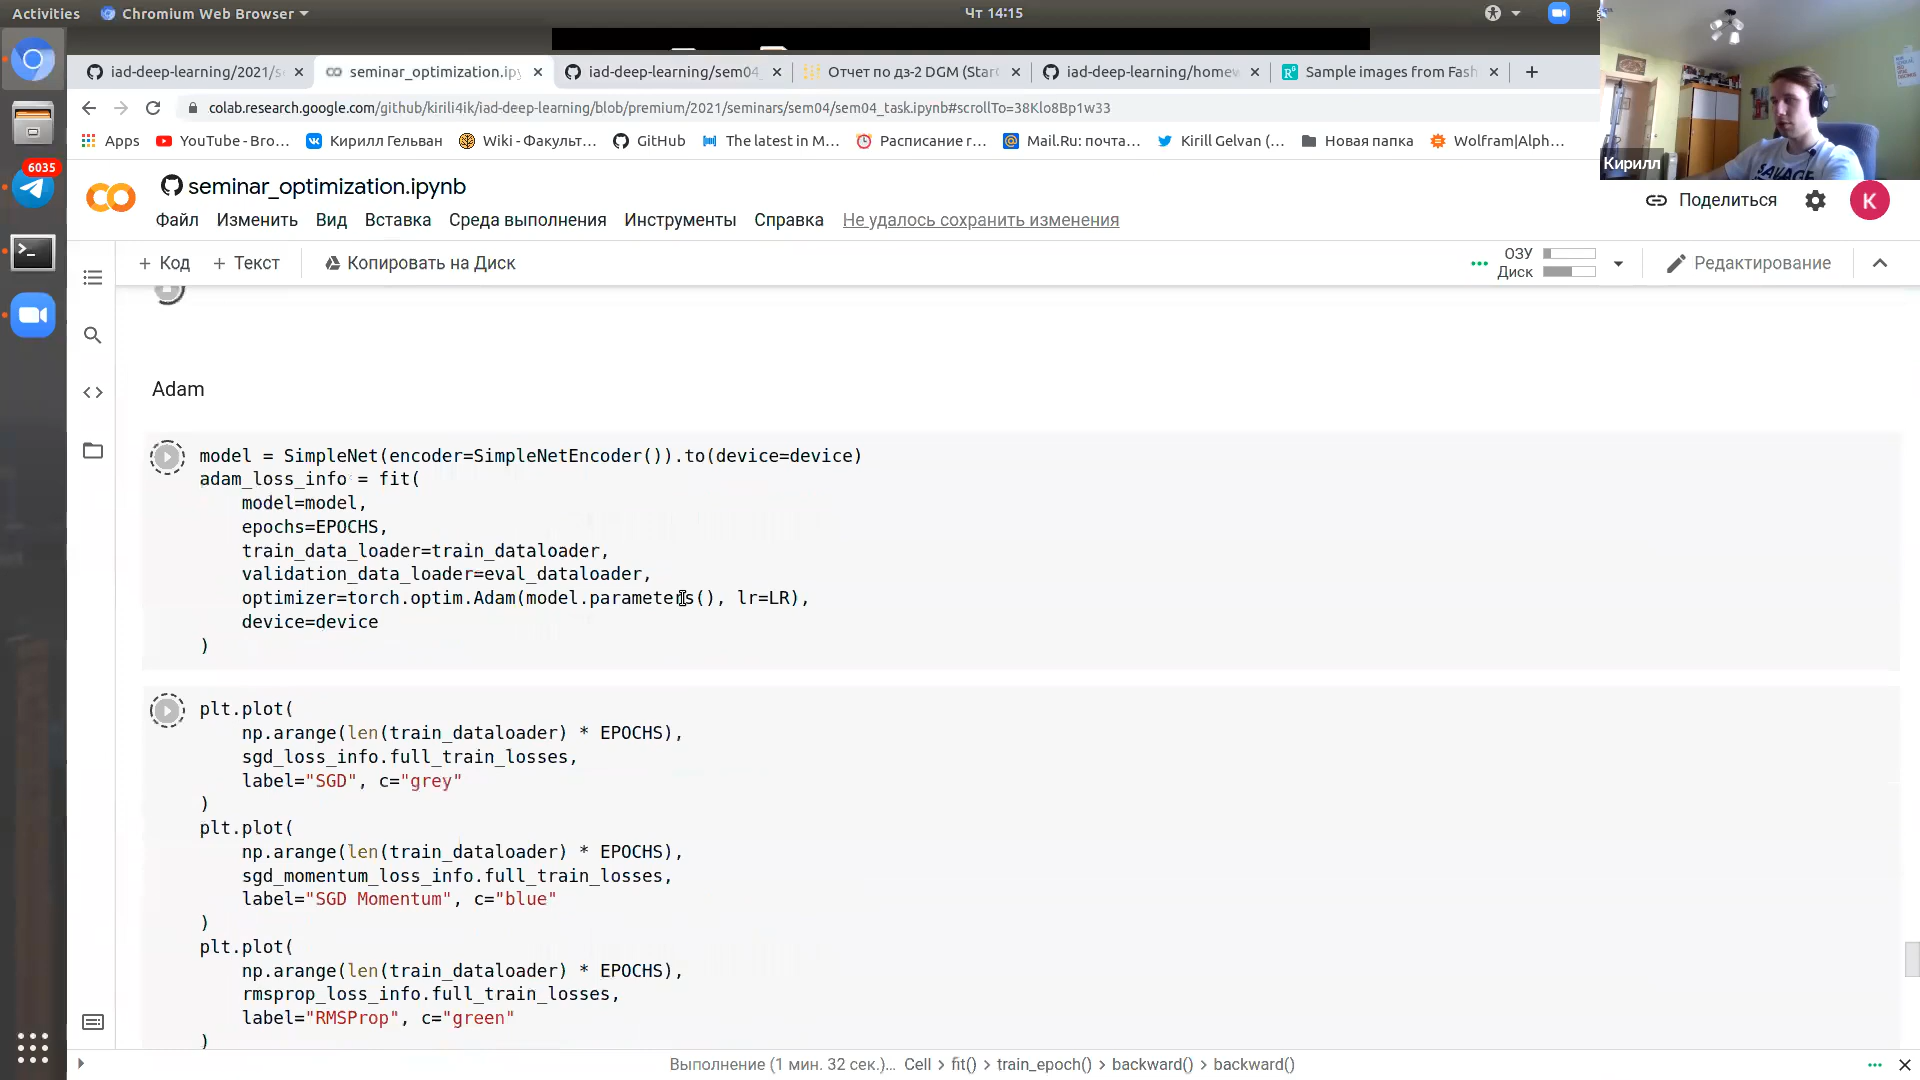 Activities
Chromium Web Browser
Чт 14:15
iad-deep-learning/2021/s
seminar_optimization.ipy
iad-deep-learning/sem04_
Отчет по дз-2 DGM (Star
iad-deep-learning/homew
Sample images from Fash
colab.research.google.com/github/kirili4ik/iad-deep-learning/blob/premium/2021/seminars/sem04/sem04_task.ipynb#scrollTo=38Klo8Bp1w33
Apps
YouTube - Bro...
Кирилл Гельван
Wiki - Факульт...
GitHub
The latest in M...
Расписание г...
Mail.Ru: почта...
Kirill Gelvan (...
Новая папка
Wolfram|Alph...
Кирилл
6035
seminar_optimization.ipynb
Поделиться
K
Файл Изменить Вид Вставка Среда выполнения Инструменты Справка Не удалось сохранить изменения
+ Код + Текст Копировать на Диск
ОЗУ
Диск
Редактирование
Adam
model = SimpleNet(encoder=SimpleNetEncoder()).to(device=device)
adam_loss_info = fit(
model=model,
epochs=EPOCHS,
train_data_loader=train_dataloader,
validation_data_loader=eval_dataloader,
optimizer=torch.optim.Adam(model.parameters(), lr=LR),
device=device
)
plt.plot(
np.arange(len(train_dataloader) * EPOCHS),
sgd_loss_info.full_train_losses,
label="SGD", c="grey"
)
plt.plot(
np.arange(len(train_dataloader) * EPOCHS),
sgd_momentum_loss_info.full_train_losses,
label="SGD Momentum", c="blue"
)
plt.plot(
np.arange(len(train_dataloader) * EPOCHS),
rmsprop_loss_info.full_train_losses,
label="RMSProp", c="green"
)
Выполнение (1 мин. 32 сек.)... Cell > fit() > train_epoch() > backward() > backward()